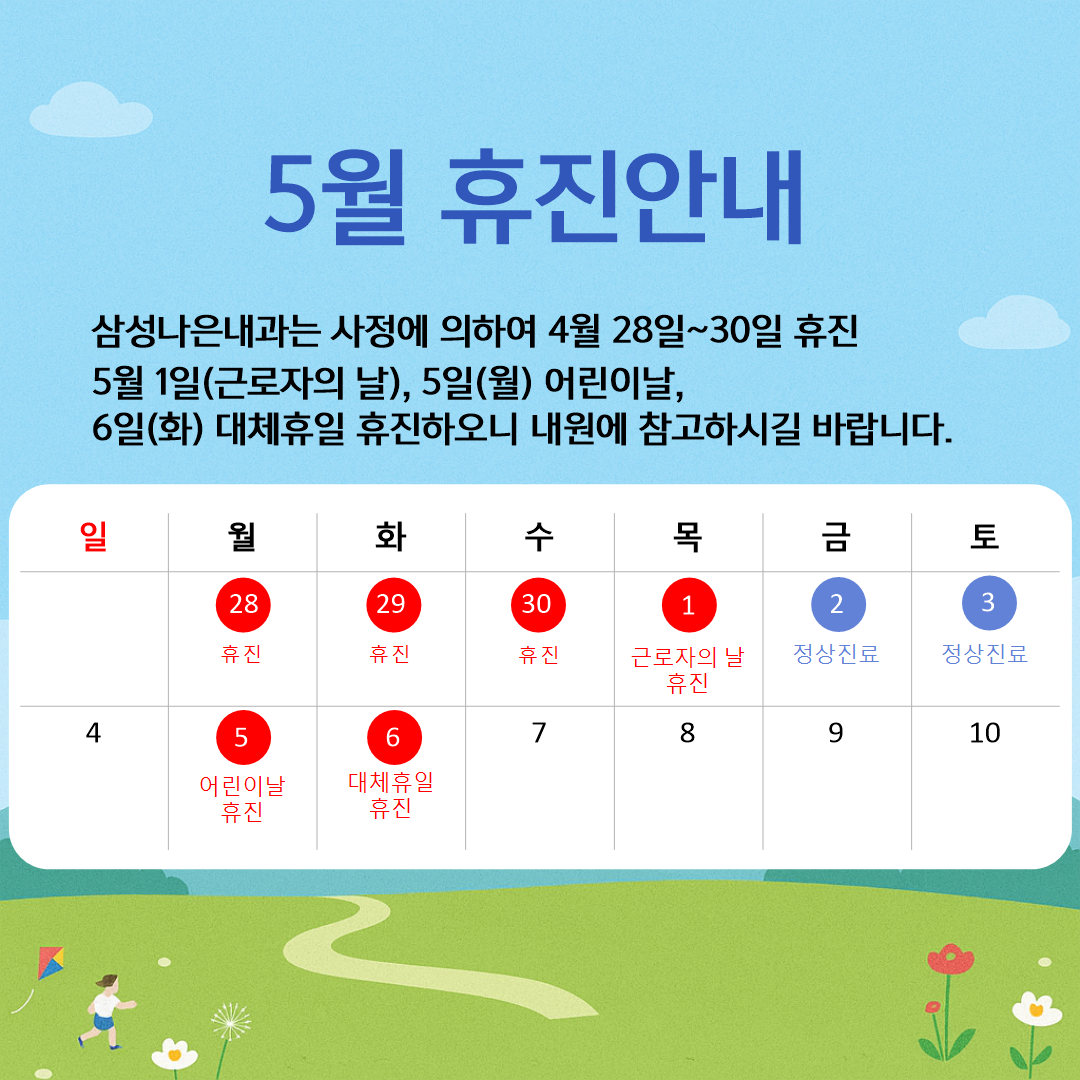 5월 휴진안내
삼성나은내과는 사정에 의하여 4월 28일~30일 휴진
5월 1일(근로자의 날), 5일(월) 어린이날,
6일(화) 대체휴일 휴진하오니 내원에 참고하시길 바랍니다.
일 월 화 수 목 금 토
28 29 30 1 2 3
휴진 휴진 휴진 근로자의 날 정상진료 정상진료
휴진
4 5 6 7 8 9 10
어린이날 대체휴일
휴진 휴진